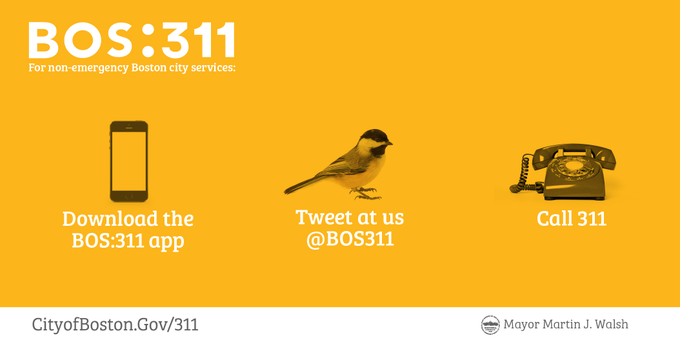 BOS:311
For non-emergency Boston city services:
Download the
BOS:311 app
Tweet at us
@BOS311
Call 311
CityofBoston.Gov/311
Mayor Martin J. Walsh